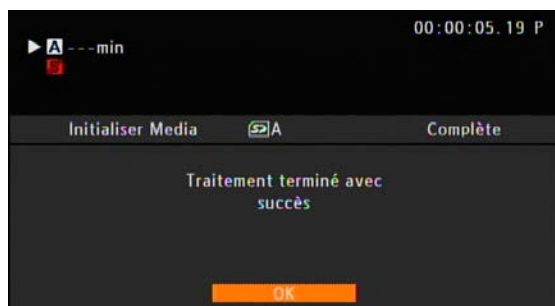 00:00:05.19 P
A ---min
Initialiser Media A Complète
Traitement terminé avec
succès
OK